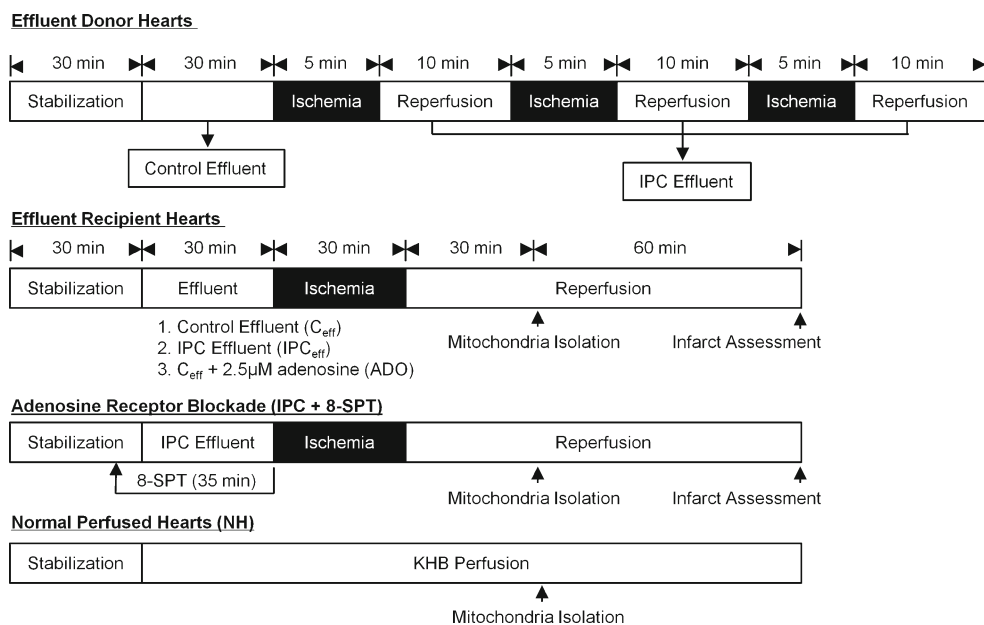 Effluent Donor Hearts
30 min 30 min 5 min 10 min 5 min 10 min 5 min 10 min
Stabilization Ischemia Reperfusion Ischemia Reperfusion Ischemia Reperfusion
Control Effluent
IPC Effluent
Effluent Recipient Hearts
30 min 30 min 30 min 30 min 60 min
Stabilization Effluent Ischemia Reperfusion
1. Control Effluent (Ceff)
2. IPC Effluent (IPCeff)
3. Ceff + 2.5µM adenosine (ADO)
Mitochondria Isolation Infarct Assessment
Adenosine Receptor Blockade (IPC + 8-SPT)
Stabilization IPC Effluent Ischemia Reperfusion
8-SPT (35 min)
Mitochondria Isolation Infarct Assessment
Normal Perfused Hearts (NH)
Stabilization KHB Perfusion
Mitochondria Isolation